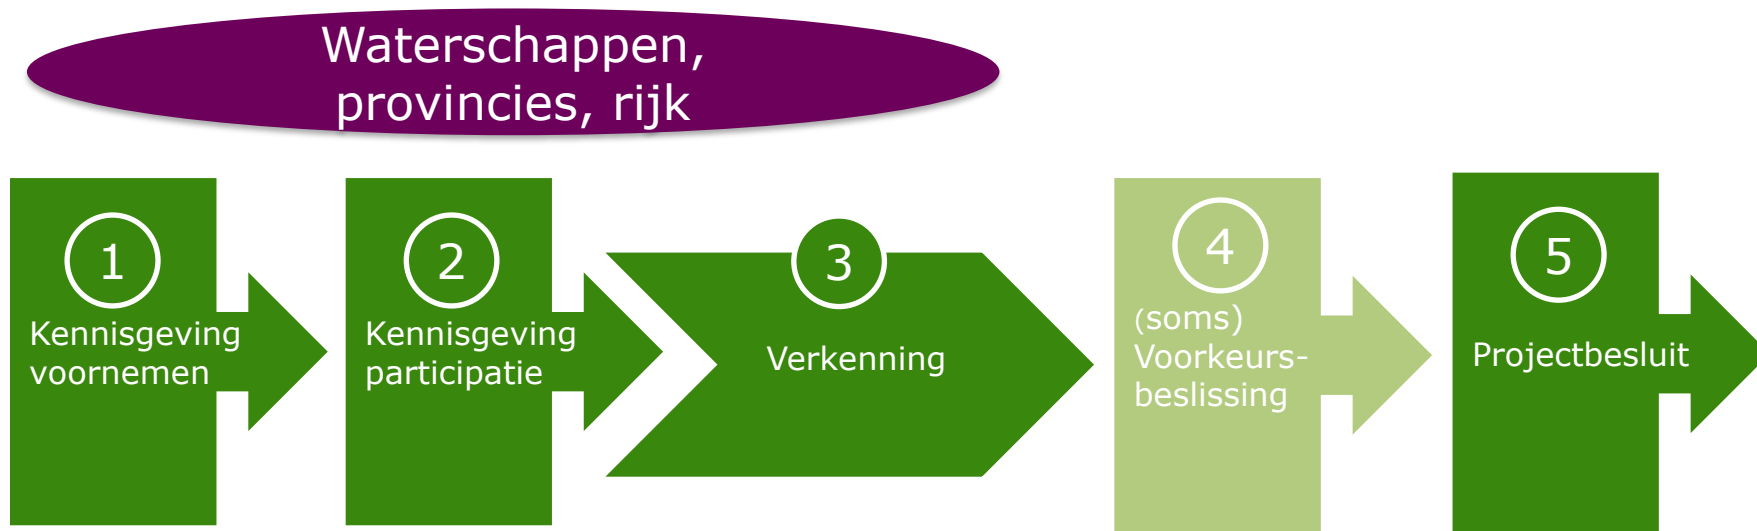 Waterschappen,
provincies, rijk
1
Kennisgeving
voornemen
2
Kennisgeving
participatie
3
Verkenning
4
(soms)
Voorkeurs-
beslissing
5
Projectbesluit